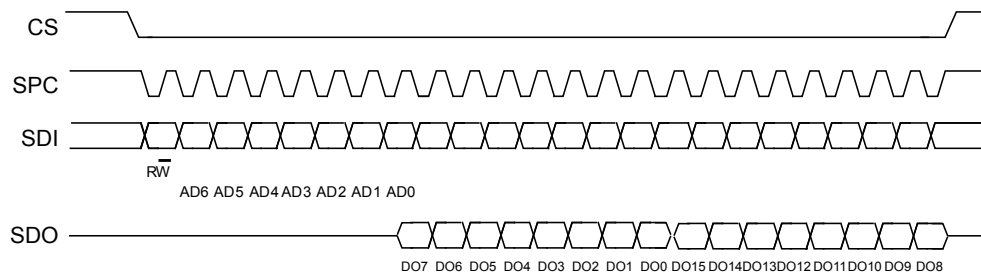 CS
SPC
SDI
RW
AD6 AD5 AD4 AD3 AD2 AD1 AD0
SDO
DO7 DO6 DO5 DO4 DO3 DO2 DO1 DO0 DO15 DO14 DO13 DO12 DO11 DO10 DO9 DO8